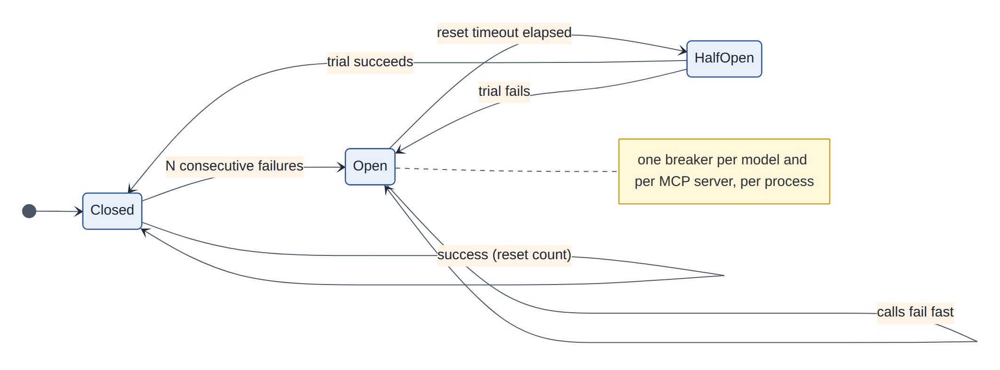 reset timeout elapsed
HalfOpen
trial succeeds
trial fails
one breaker per model and
per MCP server, per process
N consecutive failures
Open
Closed
success (reset count)
calls fail fast